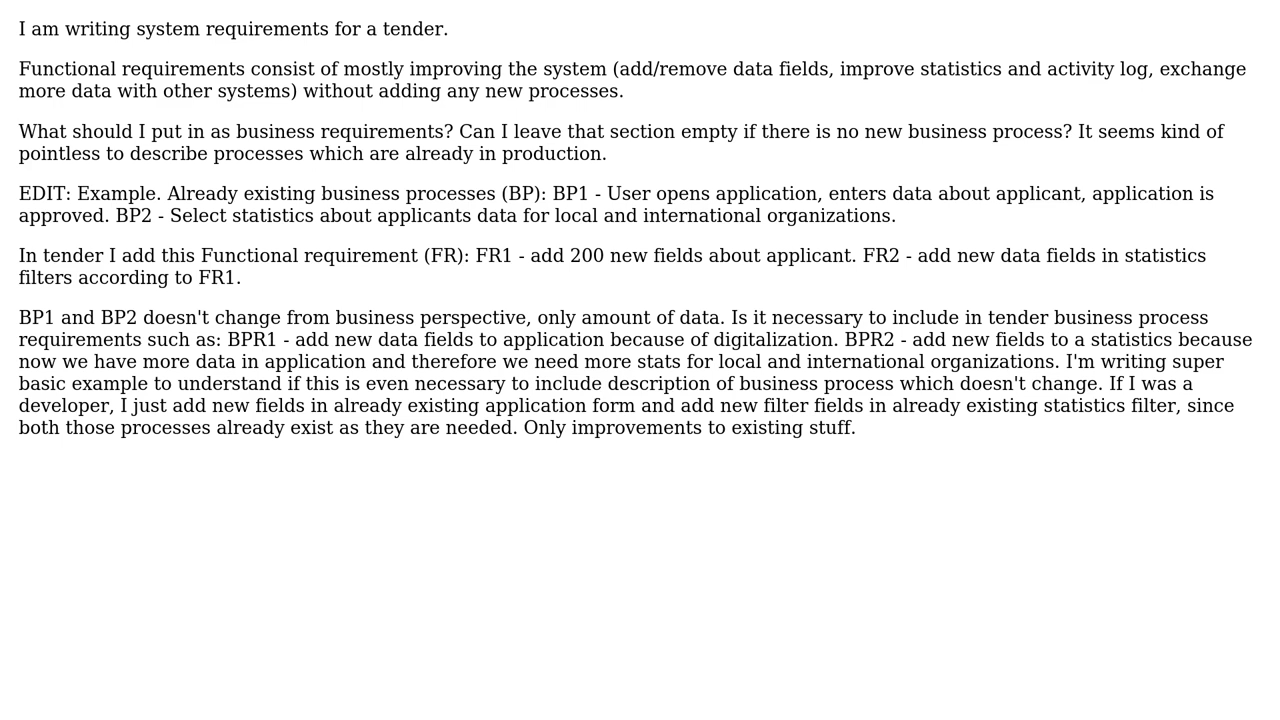 I am writing system requirements for a tender.
Functional requirements consist of mostly improving the system (add/remove data fields, improve statistics and activity log, exchange
more data with other systems) without adding any new processes.
What should I put in as business requirements? Can I leave that section empty if there is no new business process? It seems kind of
pointless to describe processes which are already in production.
EDIT: Example. Already existing business processes (BP): BP1 - User opens application, enters data about applicant, application is
approved. BP2 - Select statistics about applicants data for local and international organizations.
In tender I add this Functional requirement (FR): FR1 - add 200 new fields about applicant. FR2 - add new data fields in statistics
filters according to FR1.
BP1 and BP2 doesn't change from business perspective, only amount of data. Is it necessary to include in tender business process
requirements such as: BPR1 - add new data fields to application because of digitalization. BPR2 - add new fields to a statistics because
now we have more data in application and therefore we need more stats for local and international organizations. I'm writing super
basic example to understand if this is even necessary to include description of business process which doesn't change. If I was a
developer, I just add new fields in already existing application form and add new filter fields in already existing statistics filter, since
both those processes already exist as they are needed. Only improvements to existing stuff.